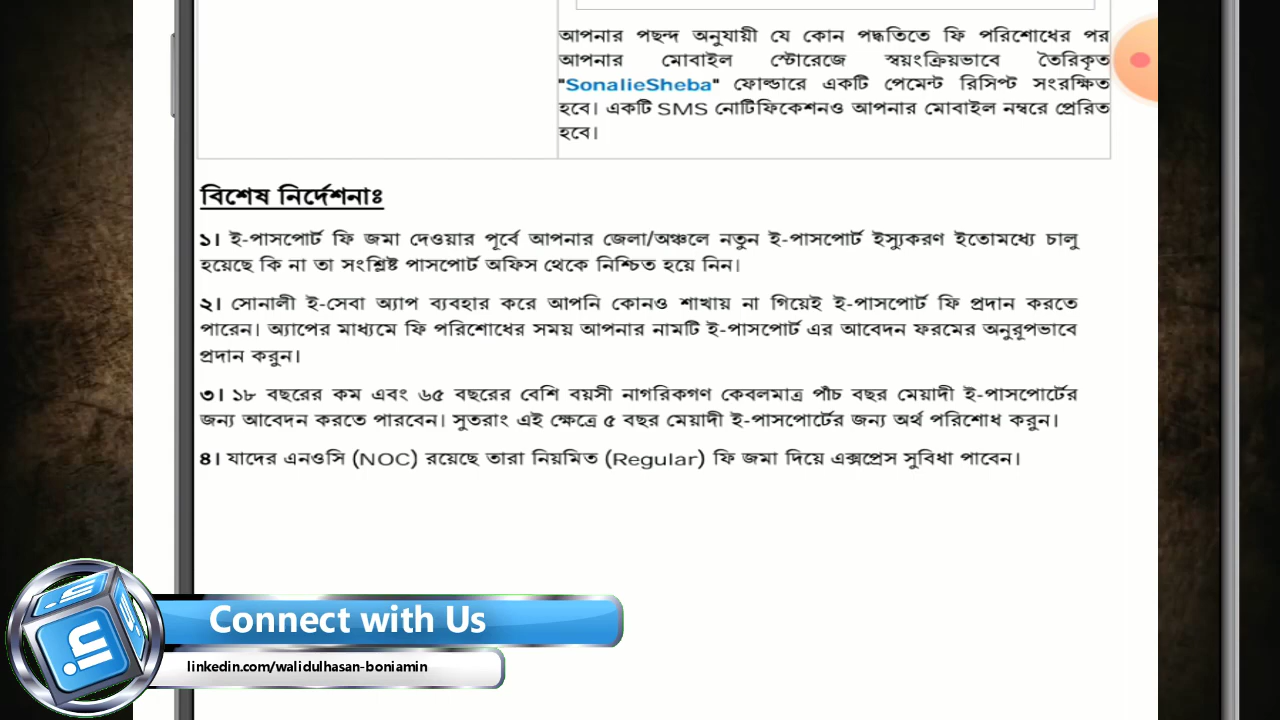 আপনার পছন্দ অনুযায়ী যে কোন পদ্ধতিতে ফি পরিশোধের পর
আপনার মোবাইল স্টোরেজে স্বয়ংক্রিয়ভাবে তৈরিকৃত
"SonalieSheba" ফোল্ডারে একটি পেমেন্ট রিসিপ্ট সংরক্ষিত
হবে। একটি SMS নোটিফিকেশনও আপনার মোবাইল নম্বরে প্রেরিত
হবে।
বিশেষ নির্দেশনাঃ
১। ই-পাসপোর্ট ফি জমা দেওয়ার পূর্বে আপনার জেলা/অঞ্চলে নতুন ই-পাসপোর্ট ইস্যুকরণ ইতোমধ্যে চালু
হয়েছে কি না তা সংশ্লিষ্ট পাসপোর্ট অফিস থেকে নিশ্চিত হয়ে নিন।
২। সোনালী ই-সেবা অ্যাপ ব্যবহার করে আপনি কোনও শাখায় না গিয়েই ই-পাসপোর্ট ফি প্রদান করতে
পারেন। অ্যাপের মাধ্যমে ফি পরিশোধের সময় আপনার নামটি ই-পাসপোর্ট এর আবেদন ফরমের অনুরূপভাবে
প্রদান করুন।
৩। ১৮ বছরের কম এবং ৬৫ বছরের বেশি বয়সী নাগরিকগণ কেবলমাত্র পাঁচ বছর মেয়াদী ই-পাসপোর্টের
জন্য আবেদন করতে পারবেন। সুতরাং এই ক্ষেত্রে ৫ বছর মেয়াদী ই-পাসপোর্টের জন্য অর্থ পরিশোধ করুন।
৪। যাদের এনওসি (NOC) রয়েছে তারা নিয়মিত (Regular) ফি জমা দিয়ে এক্সপ্রেস সুবিধা পাবেন।
Connect with Us
linkedin.com/walidulhasan-boniamin